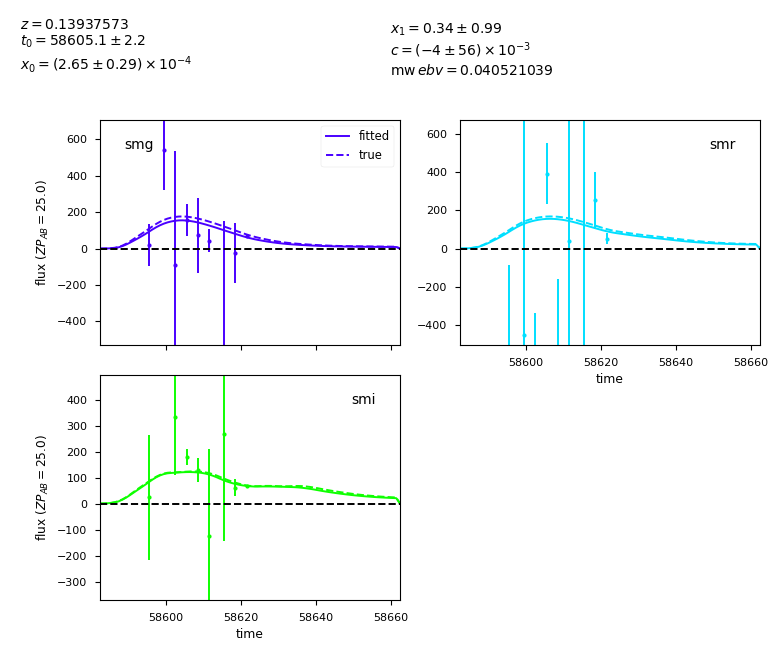 z = 0.13937573
t₀ = 58605.1 ± 2.2
x₀ = (2.65 ± 0.29) × 10⁻⁴
x₁ = 0.34 ± 0.99
c = (−4 ± 56) × 10⁻³
mw ebv = 0.040521039
smg
fitted
true
600
400
200
0
−200
−400
flux (ZP_AB = 25.0)
smr
600
400
200
0
−200
−400
58600
58620
58640
58660
time
smi
400
300
200
100
0
−100
−200
−300
flux (ZP_AB = 25.0)
58600
58620
58640
58660
time